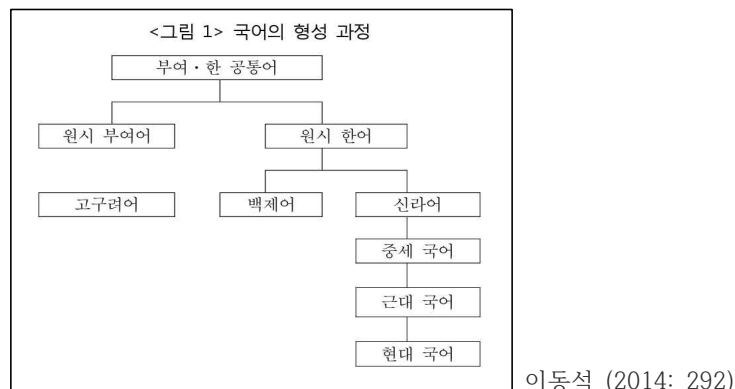 <그림 1> 국어의 형성 과정
부여·한 공통어
원시 부여어 원시 한어
고구려어 백제어 신라어
중세 국어
근대 국어
현대 국어
이동석 (2014: 292)